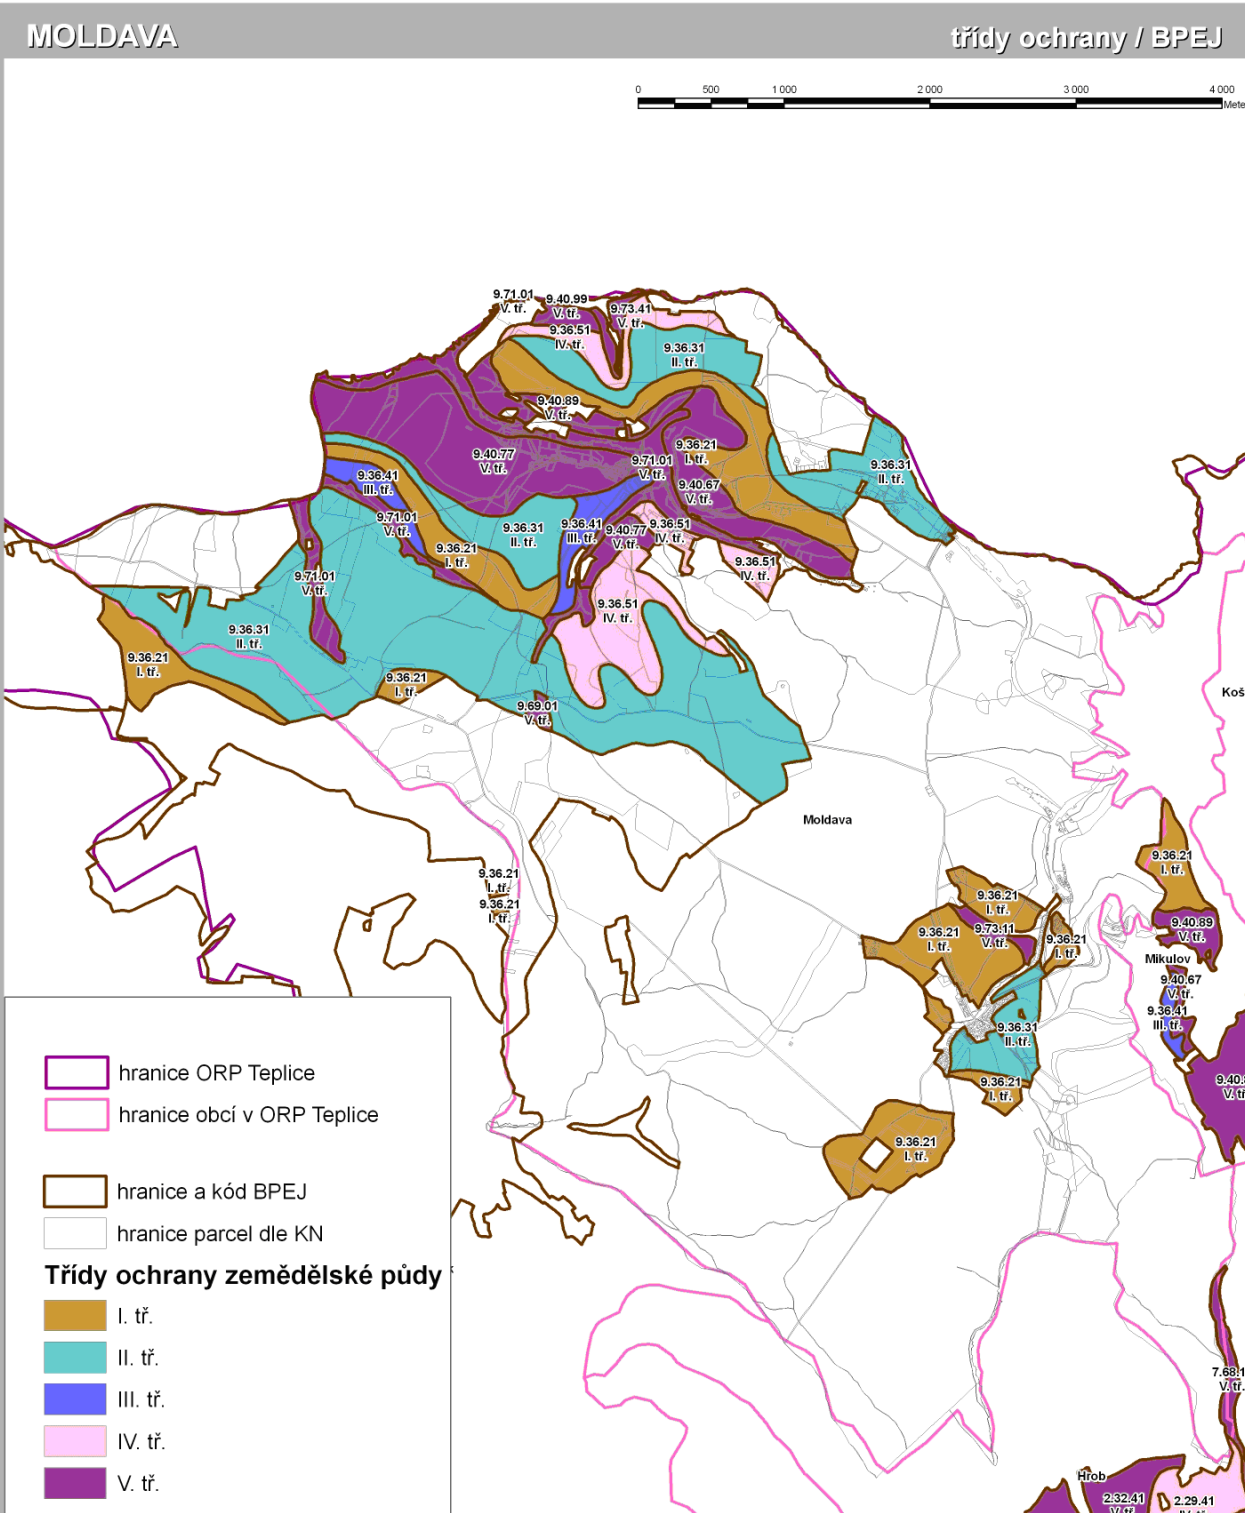 MOLDAVA
třídy ochrany / BPEJ
0 500 1 000 2 000 3 000 4 000
9.71.01
V. tř.
9.40.99
V. tř.
9.73.41
V. tř.
9.36.51
IV. tř.
9.36.31
II. tř.
9.40.89
V. tř.
9.36.21
I. tř.
9.40.77
V. tř.
9.71.01
V. tř.
9.36.31
II. tř.
9.36.41
III. tř.
9.40.67
V. tř.
9.71.01
V. tř.
9.36.31
II. tř.
9.36.41
III. tř.
9.40.77
V. tř.
9.36.51
IV. tř.
9.36.21
I. tř.
9.36.51
IV. tř.
9.71.01
V. tř.
9.36.51
IV. tř.
9.36.31
II. tř.
9.36.21
I. tř.
9.36.21
I. tř.
9.69.01
V. tř.
Moldava
9.36.21
I. tř.
9.36.21
I. tř.
9.36.21
I. tř.
9.36.21
I. tř.
9.36.21
I. tř.
9.73.11
V. tř.
9.36.21
I. tř.
9.40.89
V. tř.
Mikulov
9.40.67
V. tř.
9.36.41
III. tř.
9.36.31
II. tř.
9.36.21
I. tř.
9.36.21
I. tř.
hranice ORP Teplice
hranice obcí v ORP Teplice
hranice a kód BPEJ
hranice parcel dle KN
Třídy ochrany zemědělské půdy
I. tř.
II. tř.
III. tř.
IV. tř.
V. tř.
V. tř.
Hrob
2.32.41
2.29.41